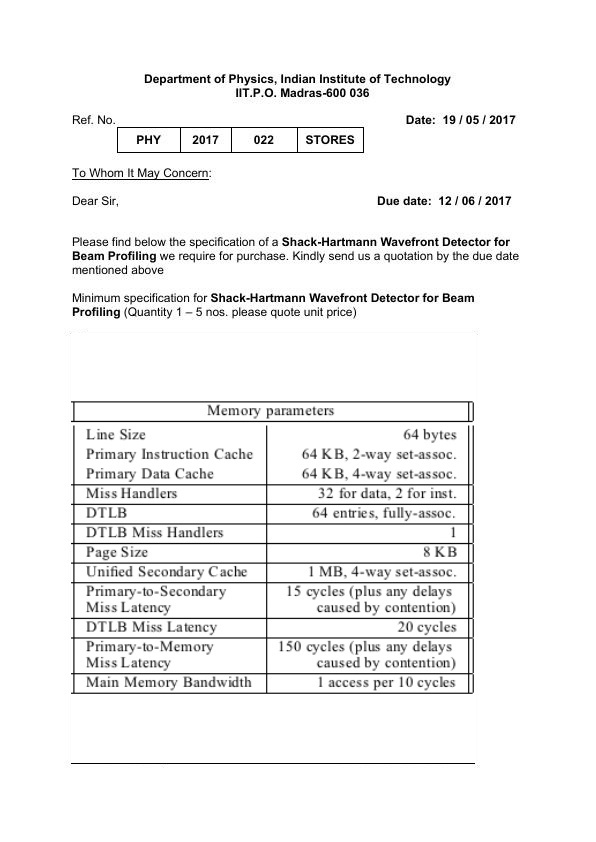 Department of Physics, Indian Institute of Technology
IIT.P.O. Madras-600 036
Ref. No.
Date: 19 / 05 / 2017
PHY 2017 022 STORES
To Whom It May Concern:
Dear Sir,
Due date: 12 / 06 / 2017
Please find below the specification of a Shack-Hartmann Wavefront Detector for
Beam Profiling we require for purchase. Kindly send us a quotation by the due date
mentioned above
Minimum specification for Shack-Hartmann Wavefront Detector for Beam
Profiling (Quantity 1 – 5 nos. please quote unit price)
Memory parameters
Line Size 64 bytes
Primary Instruction Cache 64 KB, 2-way set-assoc.
Primary Data Cache 64 KB, 4-way set-assoc.
Miss Handlers 32 for data, 2 for inst.
DTLB 64 entries, fully-assoc.
DTLB Miss Handlers 1
Page Size 8 KB
Unified Secondary Cache 1 MB, 4-way set-assoc.
Primary-to-Secondary 15 cycles (plus any delays
Miss Latency caused by contention)
DTLB Miss Latency 20 cycles
Primary-to-Memory 150 cycles (plus any delays
Miss Latency caused by contention)
Main Memory Bandwidth 1 access per 10 cycles